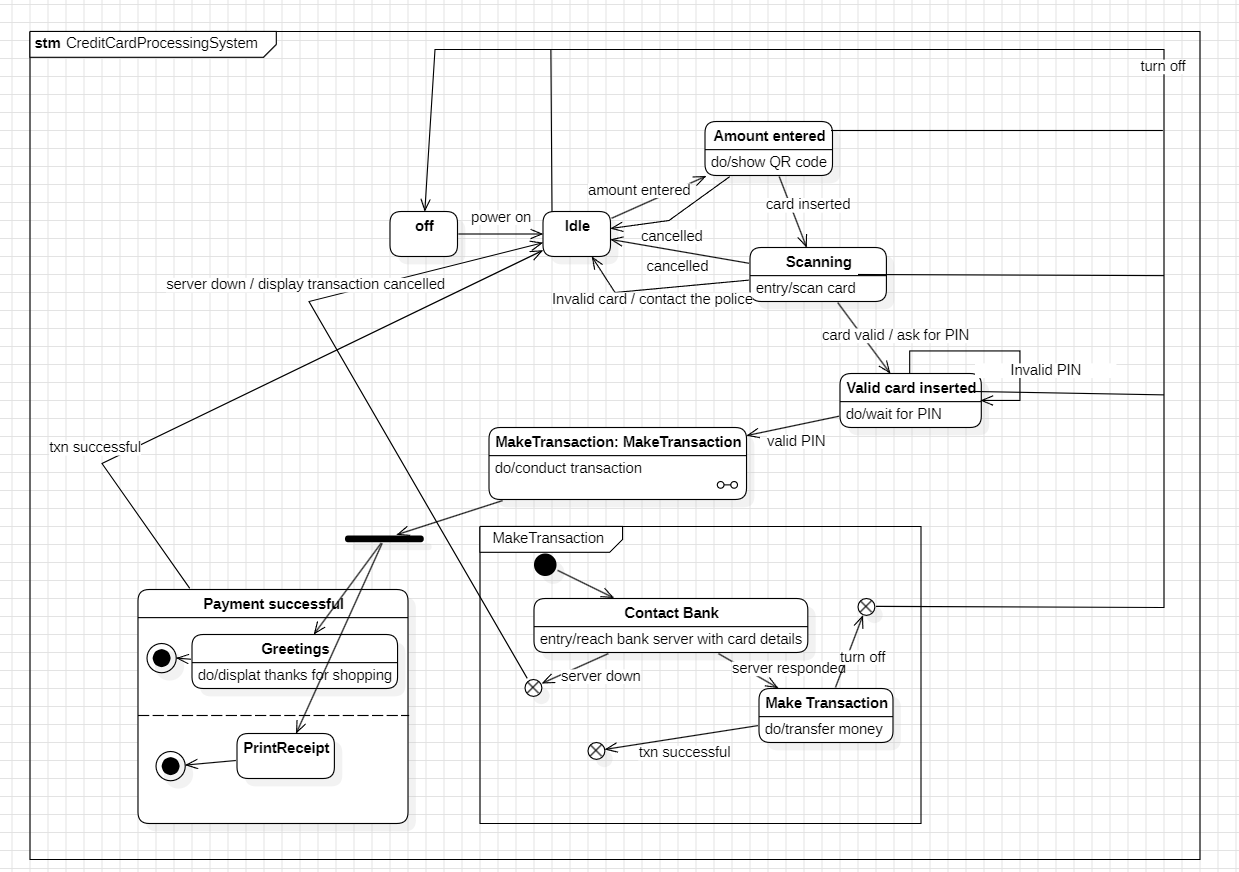 stm CreditCardProcessingSystem
turn off
Amount entered
do/show QR code
amount entered
card inserted
off
power on
Idle
cancelled
Scanning
entry/scan card
cancelled
server down / display transaction cancelled
Invalid card / contact the police
card valid / ask for PIN
Invalid PIN
Valid card inserted
do/wait for PIN
txn successful
MakeTransaction: MakeTransaction
valid PIN
do/conduct transaction
MakeTransaction
Payment successful
Contact Bank
entry/reach bank server with card details
Greetings
do/displat thanks for shopping
server down
server responded
turn off
Make Transaction
do/transfer money
PrintReceipt
txn successful